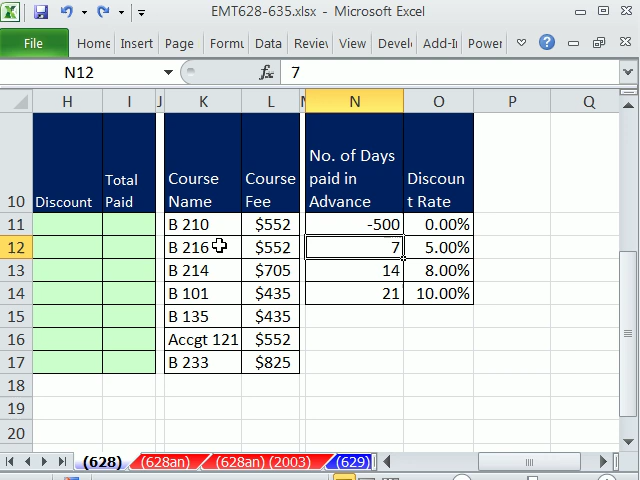 EMT628-635.xlsx - Microsoft Excel
File Home Insert Page Formu Data Review View Devel Add-I Power
N12 fx 7
H I J K L N O P Q
10 Discount Total Paid Course Name Course Fee No. of Days paid in Advance Discount Rate
11 B 210 $552 -500 0.00%
12 B 216 $552 7 5.00%
13 B 214 $705 14 8.00%
14 B 101 $435 21 10.00%
15 B 135 $435
16 Accgt 121 $552
17 B 233 $825
18
19
20
(628) (628an) (628an) (2003) (629)